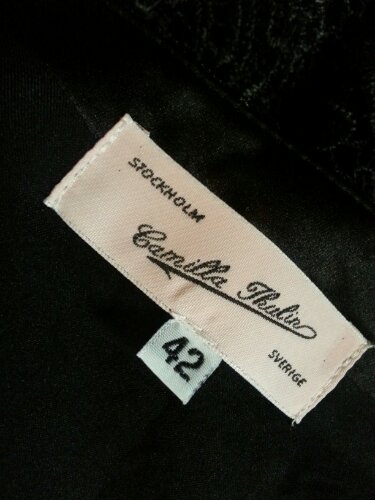 STOCKHOLM
Camilla Thulin
SVERIGE
42